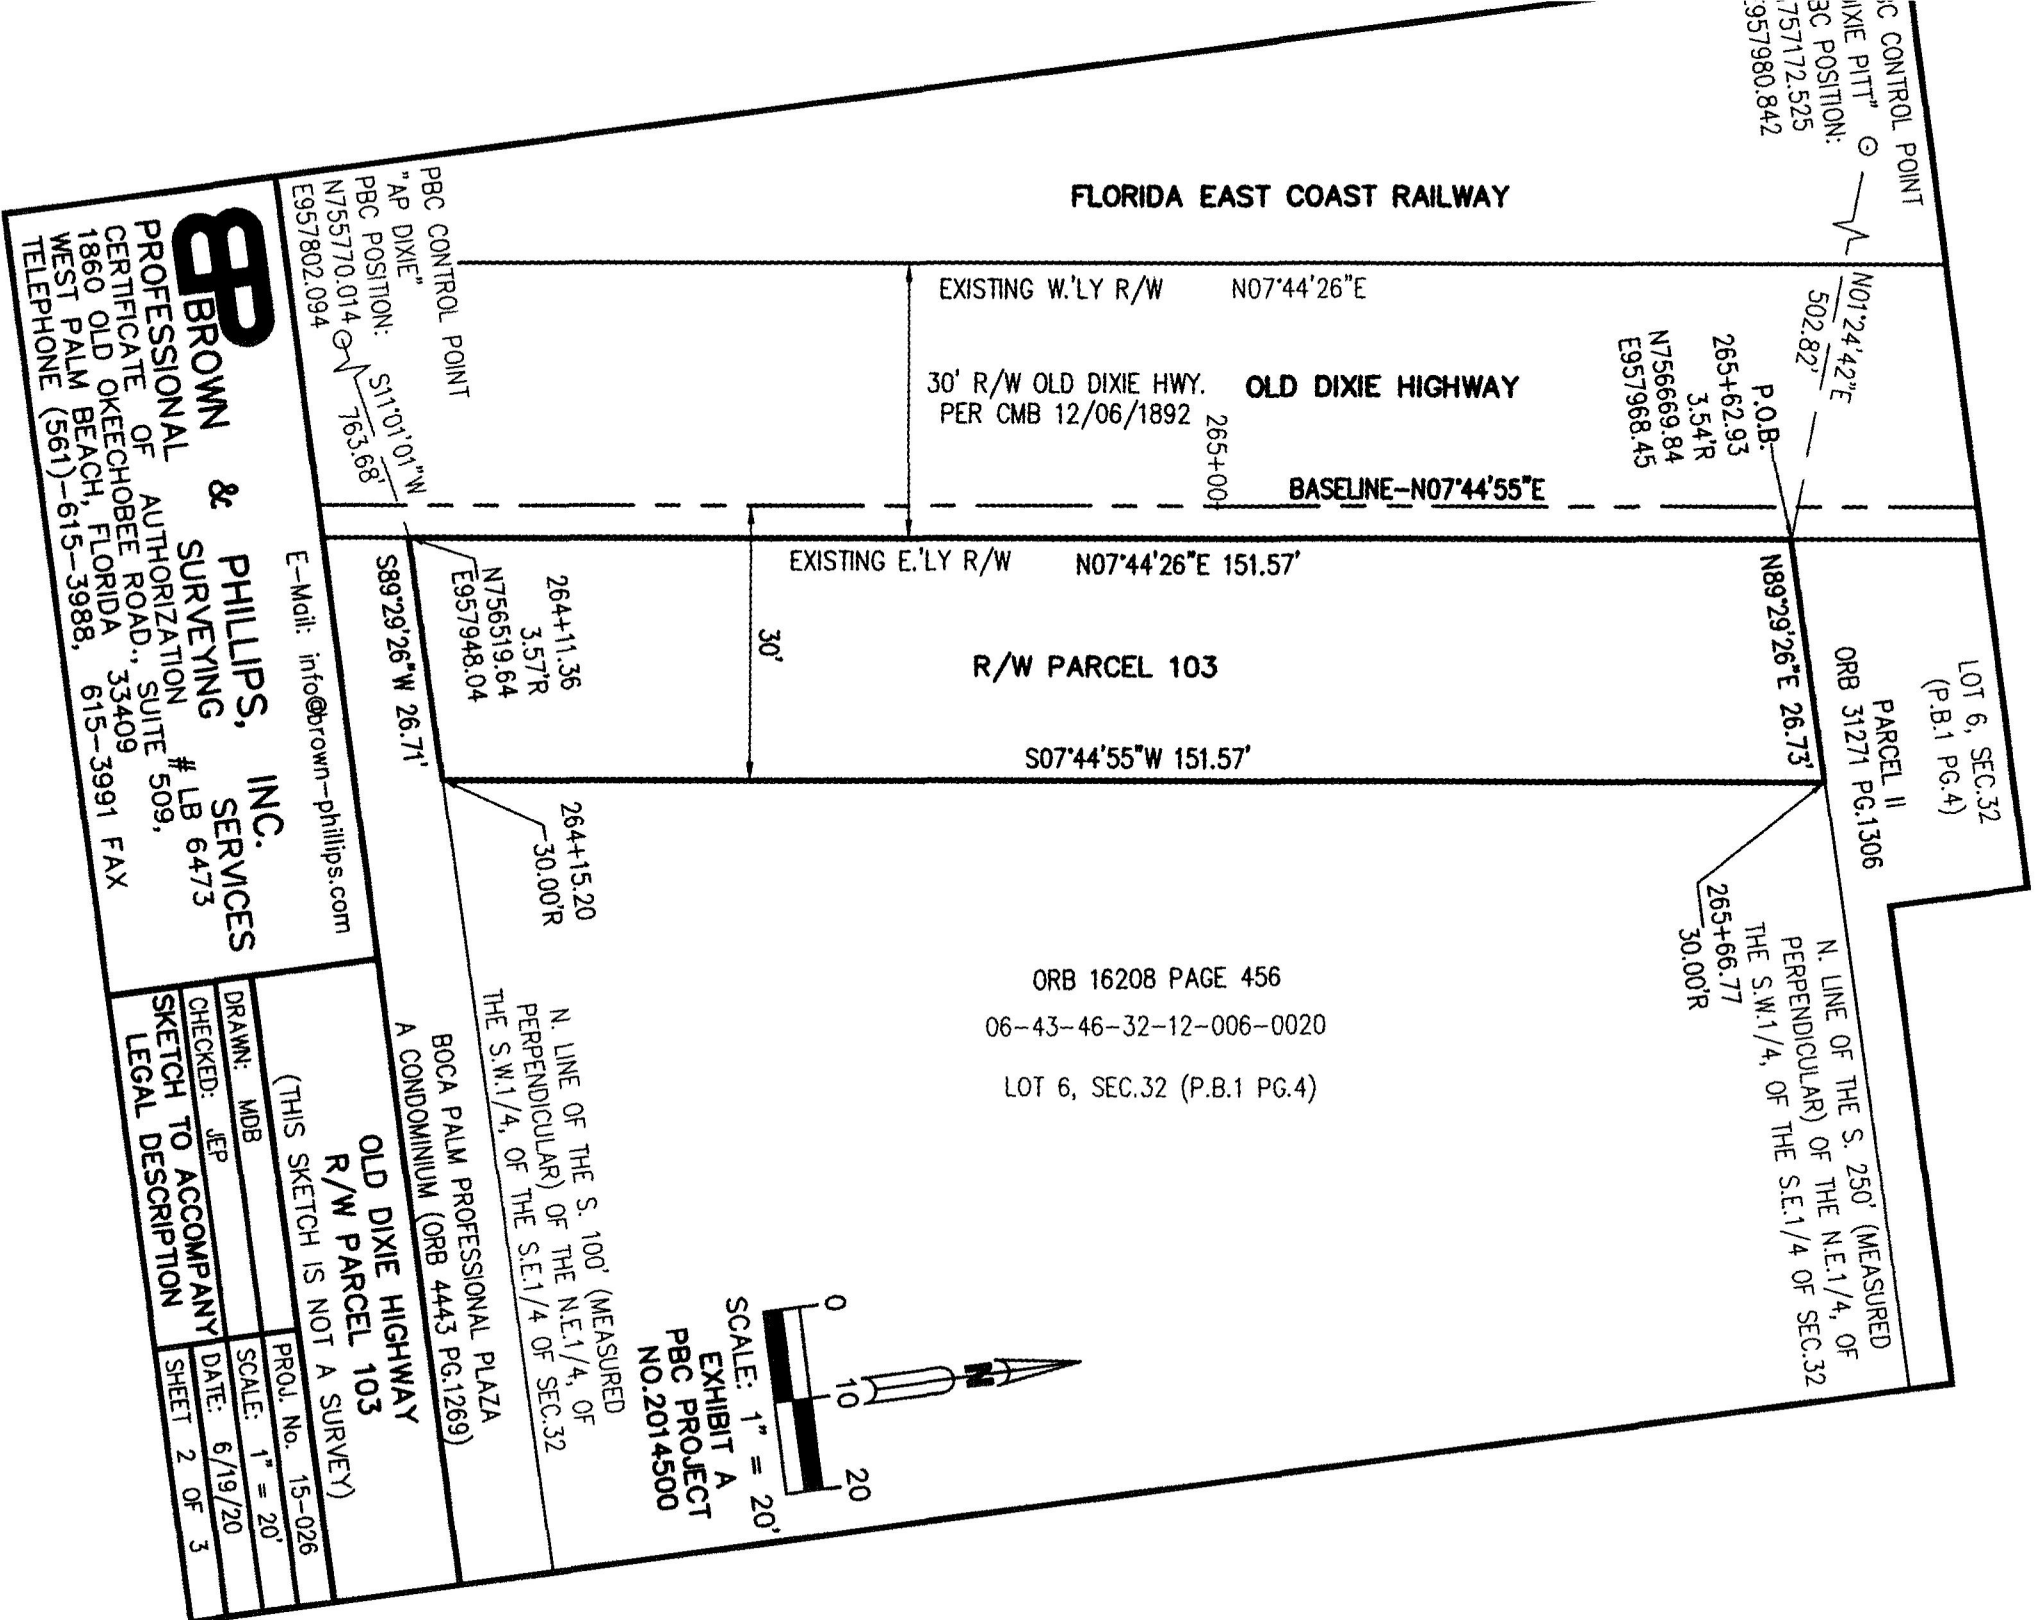 C CONTROL POINT
IXIE PITT"
BC POSITION:
757172.525
E957980.842
N01°24'42"E
502.82'
FLORIDA EAST COAST RAILWAY
EXISTING W.'LY R/W N07°44'26"E
30' R/W OLD DIXIE HWY.
PER CMB 12/06/1892
OLD DIXIE HIGHWAY
265+00
BASELINE-N07°44'55"E
P.O.B.
265+62.93
3.54'R
N756669.84
E957968.45
PBC CONTROL POINT
"AP DIXIE"
PBC POSITION:
N755770.014
E957802.094
S11°01'01"W
763.68'
EXISTING E.'LY R/W N07°44'26"E 151.57'
264+11.36
3.57'R
N756519.64
E957948.04
30'
R/W PARCEL 103
S07°44'55"W 151.57'
S89°29'26"W 26.71'
N89°29'26"E 26.73'
LOT 6, SEC.32
(P.B.1 PG.4)
PARCEL II
ORB 31271 PG.1306
264+15.20
30.00'R
265+66.77
30.00'R
N. LINE OF THE S. 250' (MEASURED
PERPENDICULAR) OF THE N.E.1/4, OF
THE S.W.1/4, OF THE S.E.1/4 OF SEC.32
ORB 16208 PAGE 456
06-43-46-32-12-006-0020
LOT 6, SEC.32 (P.B.1 PG.4)
N. LINE OF THE S. 100' (MEASURED
PERPENDICULAR) OF THE N.E.1/4, OF
THE S.W.1/4, OF THE S.E.1/4 OF SEC.32
BOCA PALM PROFESSIONAL PLAZA
A CONDOMINIUM (ORB 4443 PG.1269)
N
0 10 20
SCALE: 1" = 20'
EXHIBIT A
PBC PROJECT
NO.2014500
BP
BROWN & PHILLIPS, INC.
PROFESSIONAL SURVEYING SERVICES
CERTIFICATE OF AUTHORIZATION # LB 6473
1860 OLD OKEECHOBEE ROAD., SUITE 509,
WEST PALM BEACH, FLORIDA 33409
TELEPHONE (561)-615-3988, 615-3991 FAX
E-Mail: info@brown-phillips.com
OLD DIXIE HIGHWAY
R/W PARCEL 103
(THIS SKETCH IS NOT A SURVEY)
DRAWN: MDB
CHECKED: JEP
SKETCH TO ACCOMPANY
LEGAL DESCRIPTION
PROJ. No. 15-026
SCALE: 1" = 20'
DATE: 6/19/20
SHEET 2 OF 3